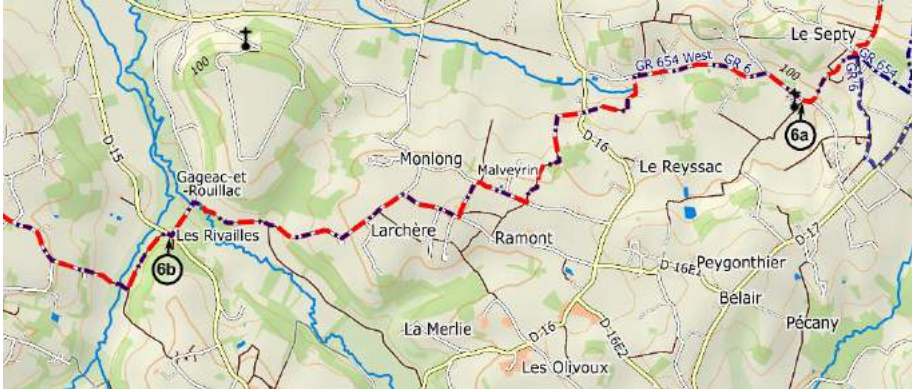 Le Septy
GR 654 West
GR 6
100
GR 654
GR 6
6a
100
D-15
D-16
Monlong
Malveyrin
Le Reyssac
Gageac-et
-Rouillac
Les Rivailles
Larchère
Ramont
D-17
6b
D-16E1
Peygonthier
Belair
La Merlie
D-16
D-16E2
Pécany
Les Olivoux